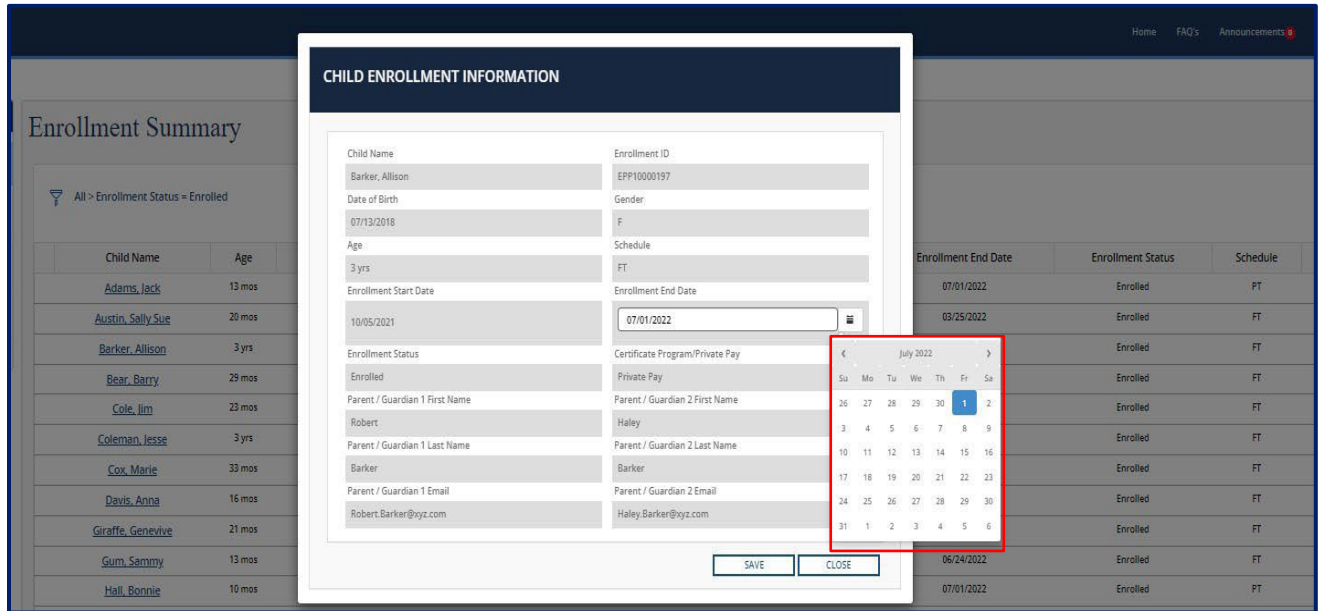 Home FAQ's Announcements 0
CHILD ENROLLMENT INFORMATION
Enrollment Summary
All > Enrollment Status = Enrolled
Child Name Enrollment ID
Barker, Allison EPP10000197
Date of Birth Gender
07/13/2018 F
Age Schedule
3 yrs FT
Enrollment Start Date Enrollment End Date
10/05/2021 07/01/2022
Enrollment Status Certificate Program/Private Pay
Enrolled Private Pay
Parent / Guardian 1 First Name Parent / Guardian 2 First Name
Robert Haley
Parent / Guardian 1 Last Name Parent / Guardian 2 Last Name
Barker Barker
Parent / Guardian 1 Email Parent / Guardian 2 Email
Robert.Barker@xyz.com Haley.Barker@xyz.com
SAVE CLOSE
July 2022
Su Mo Tu We Th Fr Sa
26 27 28 29 30 1 2
3 4 5 6 7 8 9
10 11 12 13 14 15 16
17 18 19 20 21 22 23
24 25 26 27 28 29 30
31 1 2 3 4 5 6
Child Name Age Enrollment End Date Enrollment Status Schedule
Adams, Jack 13 mos 07/01/2022 Enrolled PT
Austin, Sally Sue 20 mos 03/25/2022 Enrolled FT
Barker, Allison 3 yrs Enrolled FT
Bear, Barry 29 mos Enrolled FT
Cole, Jim 23 mos Enrolled FT
Coleman, Jesse 3 yrs Enrolled FT
Cox, Marie 33 mos Enrolled FT
Davis, Anna 16 mos Enrolled FT
Giraffe, Genevive 21 mos Enrolled FT
Gum, Sammy 13 mos 06/24/2022 Enrolled FT
Hall, Bonnie 10 mos 07/01/2022 Enrolled PT